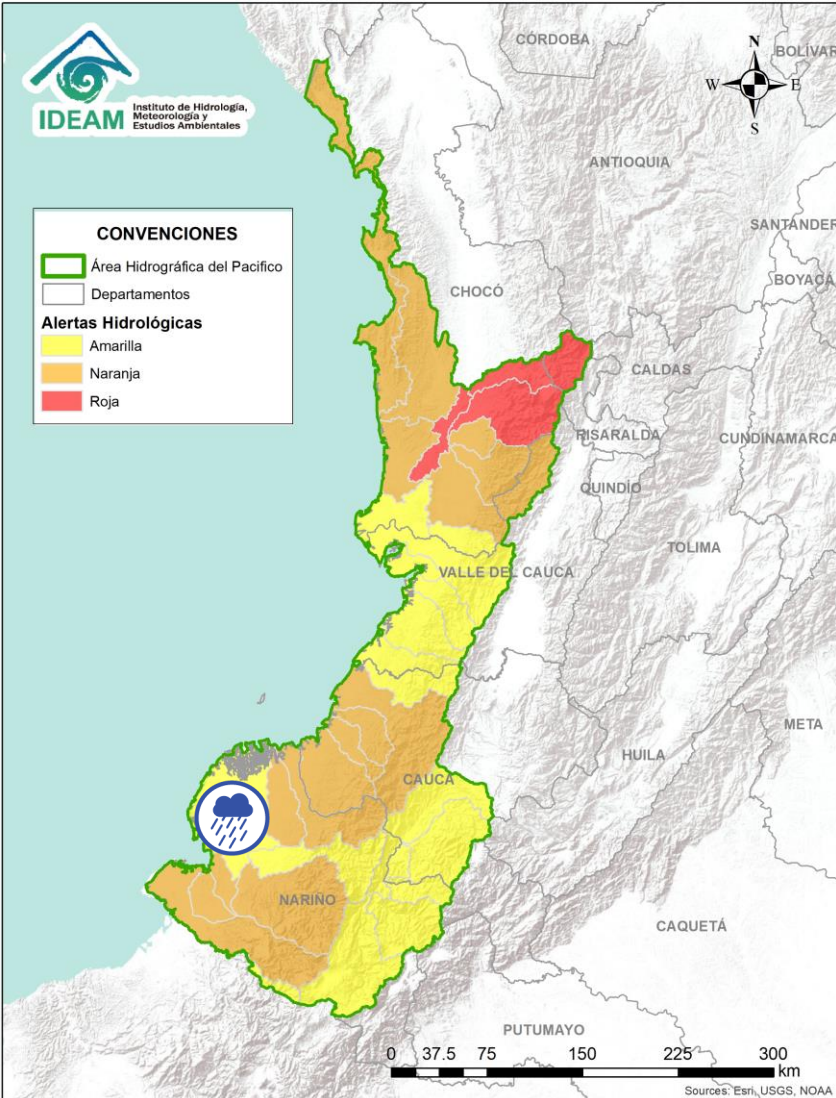 IDEAM
Instituto de Hidrología,
Meteorología y
Estudios Ambientales
N
W
E
S
CÓRDOBA
BOLÍVAR
ANTIOQUIA
SANTANDER
BOYACÁ
CHOCÓ
CONVENCIONES
Área Hidrográfica del Pacifico
Departamentos
Alertas Hidrológicas
Amarilla
Naranja
Roja
CALDAS
RISARALDA
CUNDINAMARCA
QUINDÍO
TOLIMA
VALLE DEL CAUCA
META
HUILA
CAUCA
NARIÑO
CAQUETÁ
PUTUMAYO
0 37.5 75 150 225 300
km
Sources: Esri, USGS, NOAA